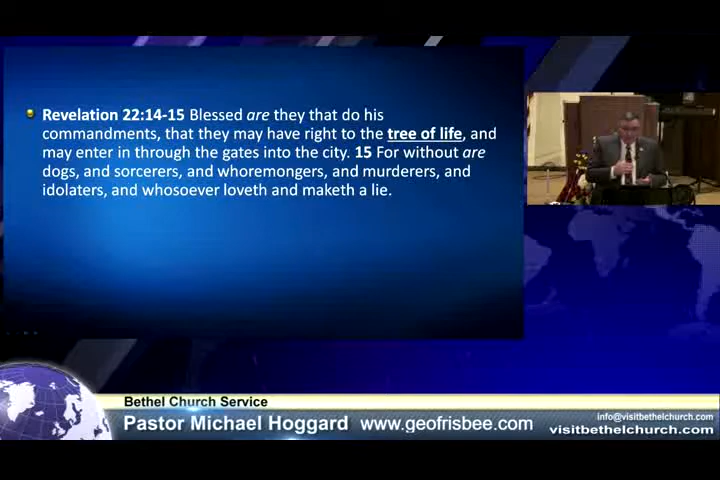 Revelation 22:14-15 Blessed are they that do his
commandments, that they may have right to the tree of life, and
may enter in through the gates into the city. 15 For without are
dogs, and sorcerers, and whoremongers, and murderers, and
idolaters, and whosoever loveth and maketh a lie.
Bethel Church Service
Pastor Michael Hoggard www.geofrisbee.com
info@visitbethelchurch.com
visitbethelchurch.com